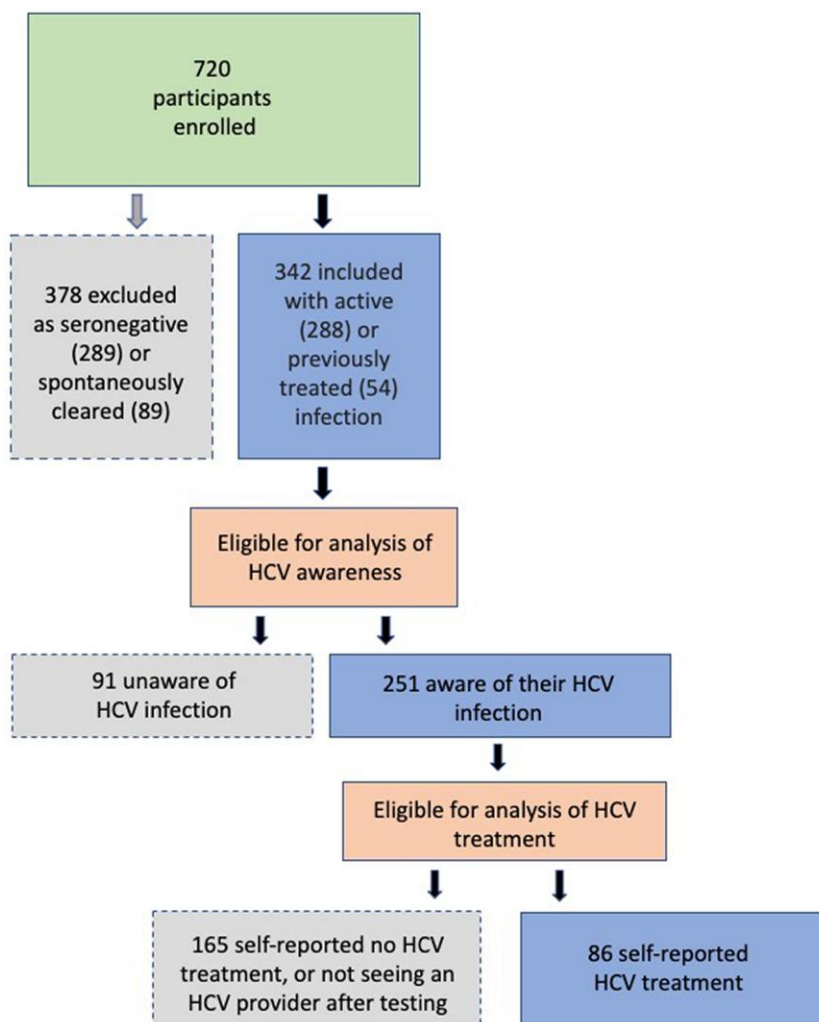 720
participants
enrolled
378 excluded
as seronegative
(289) or
spontaneously
cleared (89)
342 included
with active
(288) or
previously
treated (54)
infection
Eligible for analysis of
HCV awareness
91 unaware of
HCV infection
251 aware of their HCV
infection
Eligible for analysis of HCV
treatment
165 self-reported no HCV
treatment, or not seeing an
HCV provider after testing
86 self-reported
HCV treatment